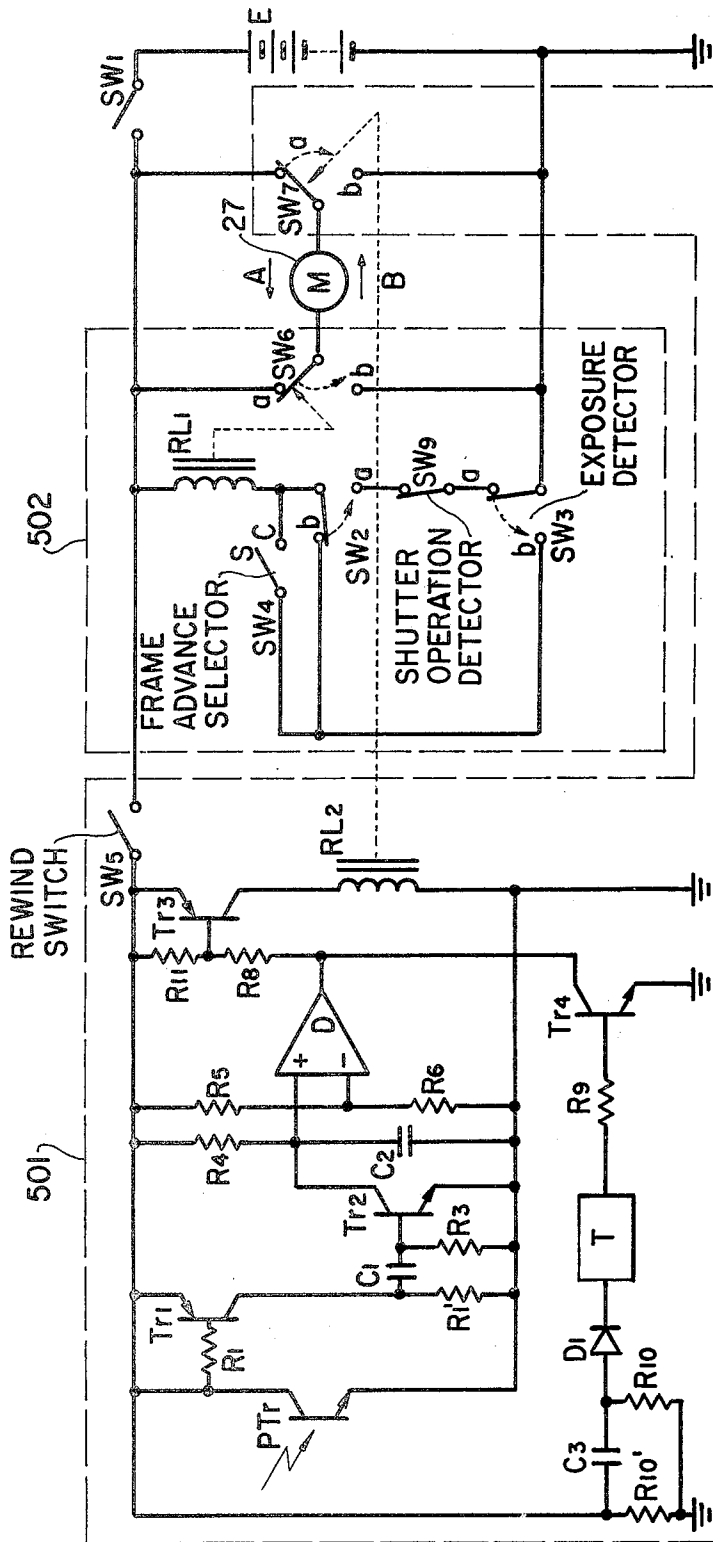 501
REWIND
SWITCH
SW5
Tr3
R11
R8
RL2
D
+
−
R5
R6
R4
C2
Tr2
C1
R3
Tr1
R1
R1'
PTr
Tr4
R9
T
D1
C3
R10
R10'
502
FRAME
ADVANCE
SELECTOR
SW4
S
C
RL1
b
a
SW2
SW9
SHUTTER
OPERATION
DETECTOR
a
b
SW3
EXPOSURE
DETECTOR
a
SW6
b
A
27
M
B
SW7
a
b
SW1
E